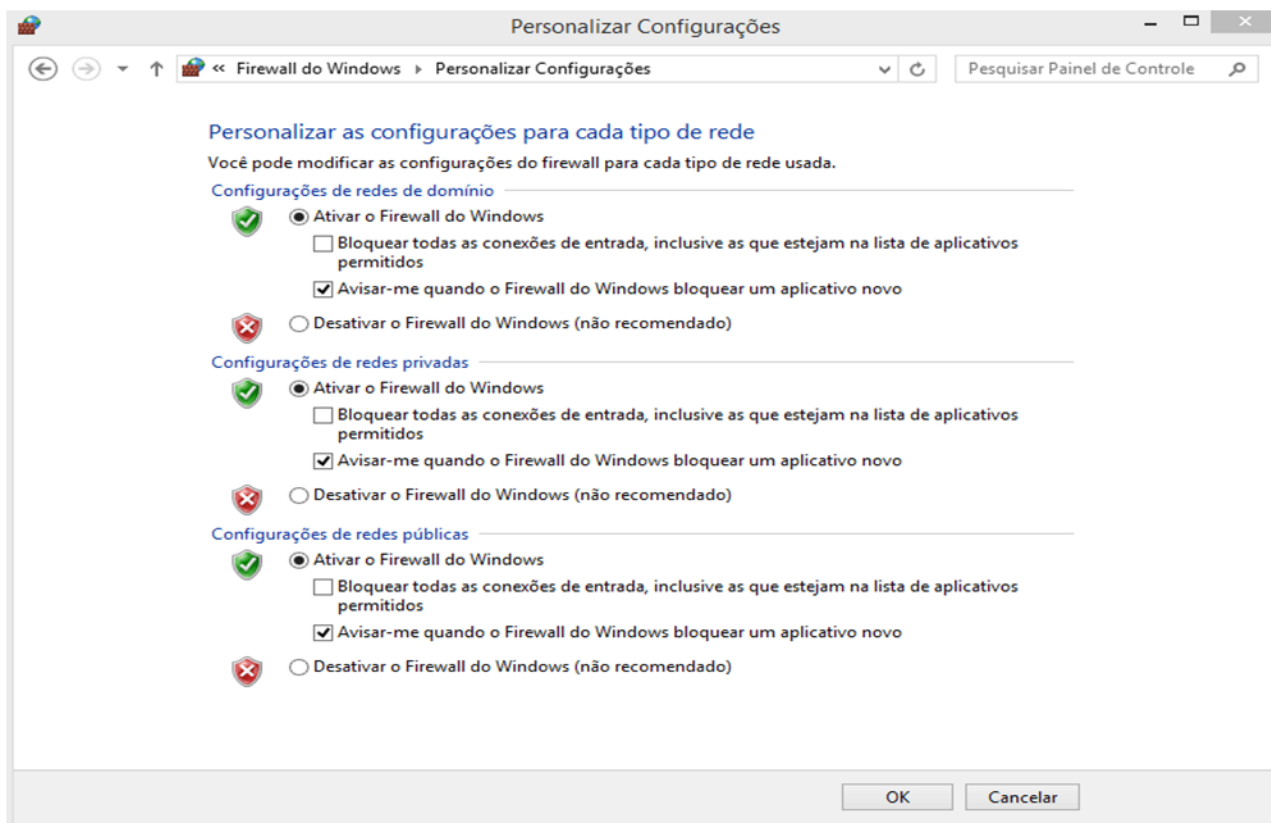 Personalizar Configurações
« Firewall do Windows Personalizar Configurações
Pesquisar Painel de Controle
Personalizar as configurações para cada tipo de rede
Você pode modificar as configurações do firewall para cada tipo de rede usada.
Configurações de redes de domínio
Ativar o Firewall do Windows
Bloquear todas as conexões de entrada, inclusive as que estejam na lista de aplicativos
permitidos
Avisar-me quando o Firewall do Windows bloquear um aplicativo novo
Desativar o Firewall do Windows (não recomendado)
Configurações de redes privadas
Ativar o Firewall do Windows
Bloquear todas as conexões de entrada, inclusive as que estejam na lista de aplicativos
permitidos
Avisar-me quando o Firewall do Windows bloquear um aplicativo novo
Desativar o Firewall do Windows (não recomendado)
Configurações de redes públicas
Ativar o Firewall do Windows
Bloquear todas as conexões de entrada, inclusive as que estejam na lista de aplicativos
permitidos
Avisar-me quando o Firewall do Windows bloquear um aplicativo novo
Desativar o Firewall do Windows (não recomendado)
OK Cancelar